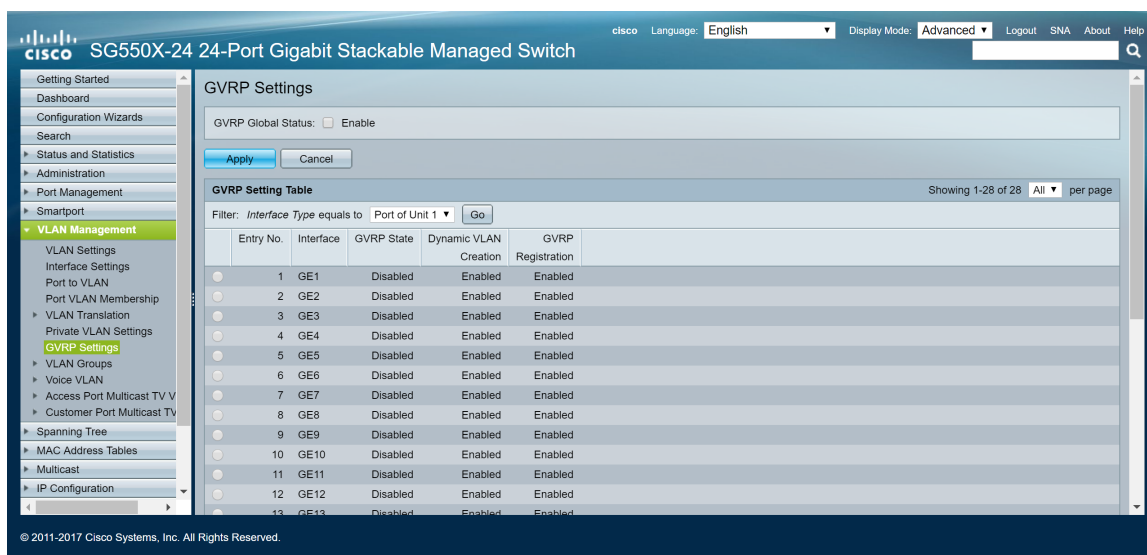 cisco Language: English Display Mode: Advanced Logout SNA About Help
CISCO SG550X-24 24-Port Gigabit Stackable Managed Switch
Getting Started
Dashboard
Configuration Wizards
Search
Status and Statistics
Administration
Port Management
Smartport
VLAN Management
VLAN Settings
Interface Settings
Port to VLAN
Port VLAN Membership
VLAN Translation
Private VLAN Settings
GVRP Settings
VLAN Groups
Voice VLAN
Access Port Multicast TV V
Customer Port Multicast TV
Spanning Tree
MAC Address Tables
Multicast
IP Configuration
GVRP Settings
GVRP Global Status: Enable
Apply Cancel
GVRP Setting Table Showing 1-28 of 28 All per page
Filter: Interface Type equals to Port of Unit 1 Go
Entry No. Interface GVRP State Dynamic VLAN Creation GVRP Registration
1 GE1 Disabled Enabled Enabled
2 GE2 Disabled Enabled Enabled
3 GE3 Disabled Enabled Enabled
4 GE4 Disabled Enabled Enabled
5 GE5 Disabled Enabled Enabled
6 GE6 Disabled Enabled Enabled
7 GE7 Disabled Enabled Enabled
8 GE8 Disabled Enabled Enabled
9 GE9 Disabled Enabled Enabled
10 GE10 Disabled Enabled Enabled
11 GE11 Disabled Enabled Enabled
12 GE12 Disabled Enabled Enabled
13 GE13 Disabled Enabled Enabled
© 2011-2017 Cisco Systems, Inc. All Rights Reserved.